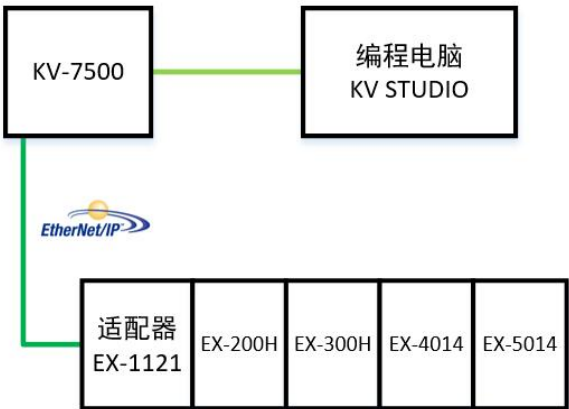 KV-7500
编程电脑
KV STUDIO
EtherNet/IP
适配器
EX-1121
EX-200H
EX-300H
EX-4014
EX-5014